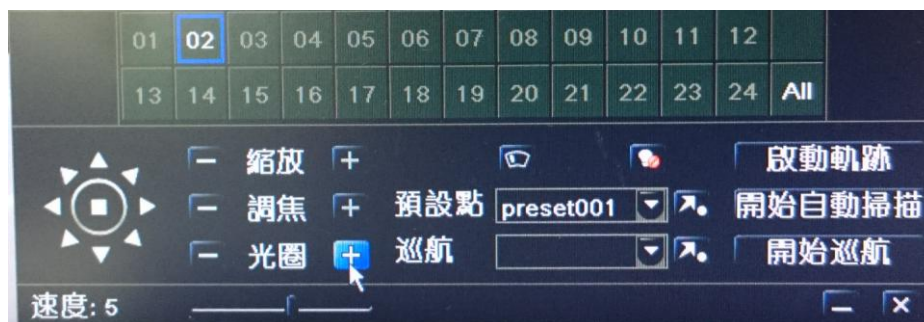 01 02 03 04 05 06 07 08 09 10 11 12
13 14 15 16 17 18 19 20 21 22 23 24 All
縮放 啟動軌跡
調焦 預設點 preset001 開始自動掃描
光圈 巡航 開始巡航
速度: 5